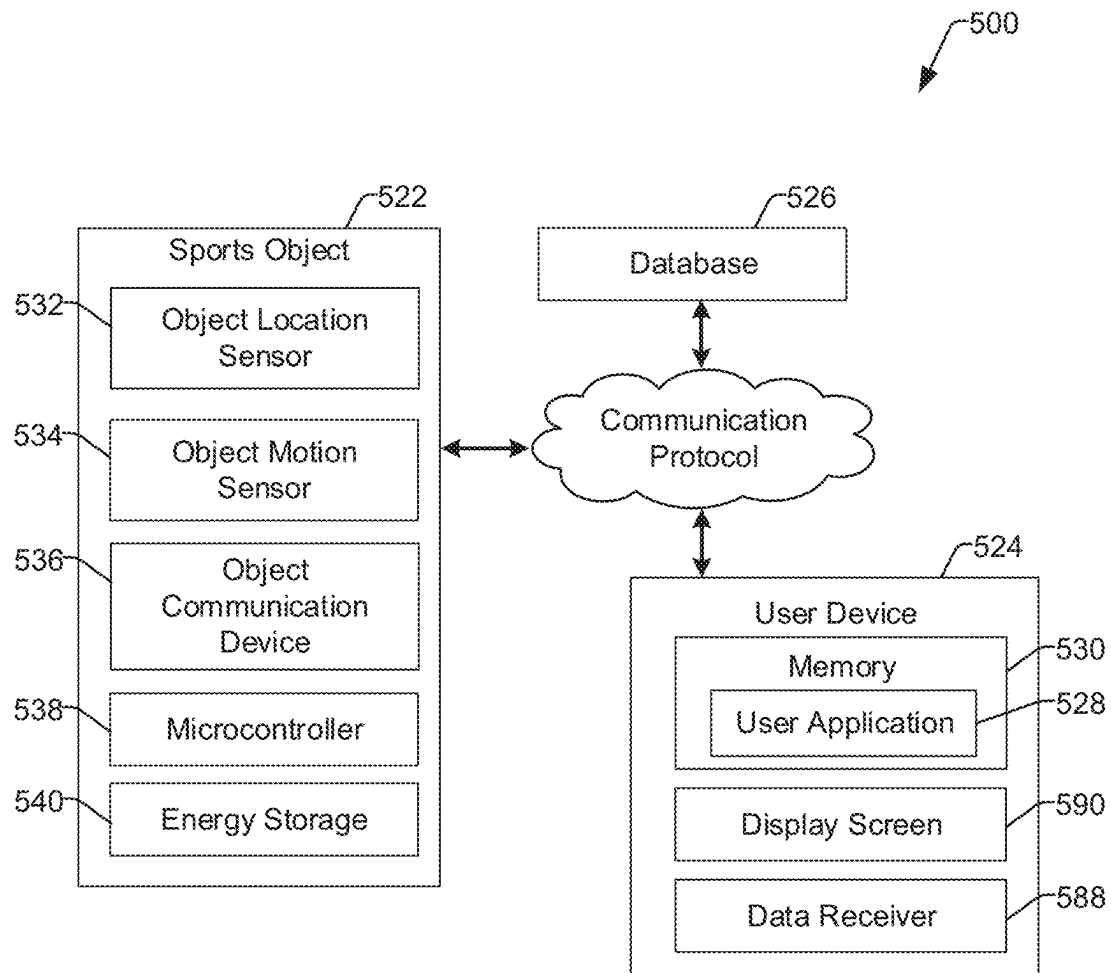 500
522
Sports Object
532
Object Location
Sensor
534
Object Motion
Sensor
536
Object
Communication
Device
538
Microcontroller
540
Energy Storage
526
Database
Communication
Protocol
524
User Device
530
Memory
528
User Application
590
Display Screen
588
Data Receiver